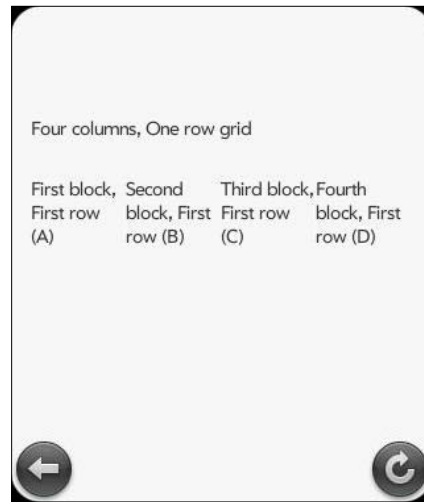 Four columns, One row grid
First block, Second Third block, Fourth
First row block, First First row block, First
(A) row (B) (C) row (D)